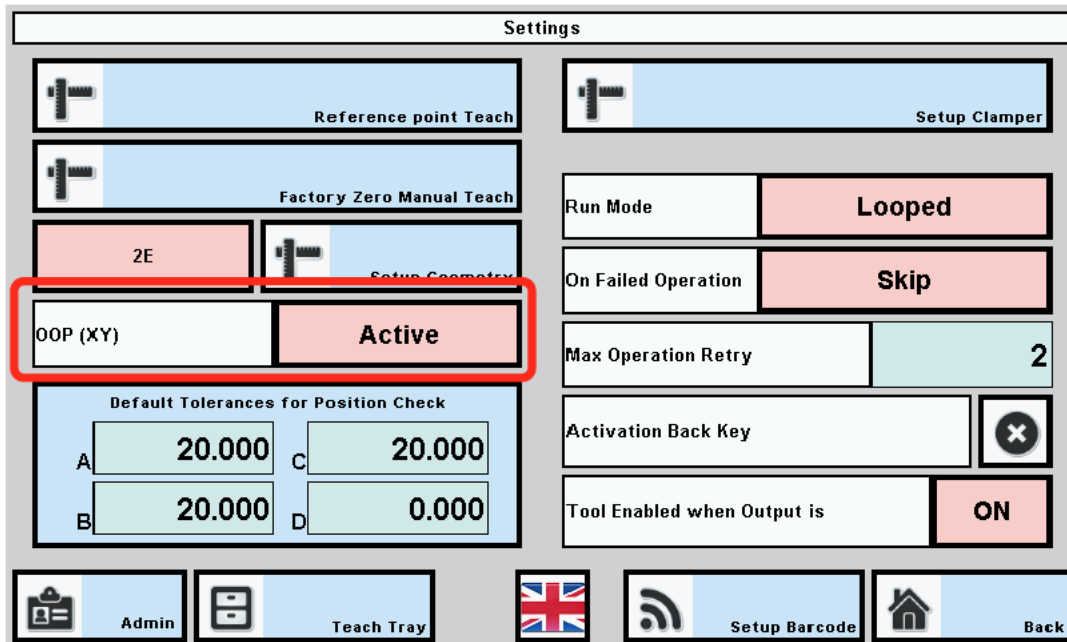 Settings
Reference point Teach
Setup Clamper
Factory Zero Manual Teach
Run Mode
Looped
2E
Setup Geometry
On Failed Operation
Skip
OOP (XY)
Active
Max Operation Retry
2
Default Tolerances for Position Check
A 20.000 C 20.000
B 20.000 D 0.000
Activation Back Key
Tool Enabled when Output is
ON
Admin
Teach Tray
Setup Barcode
Back